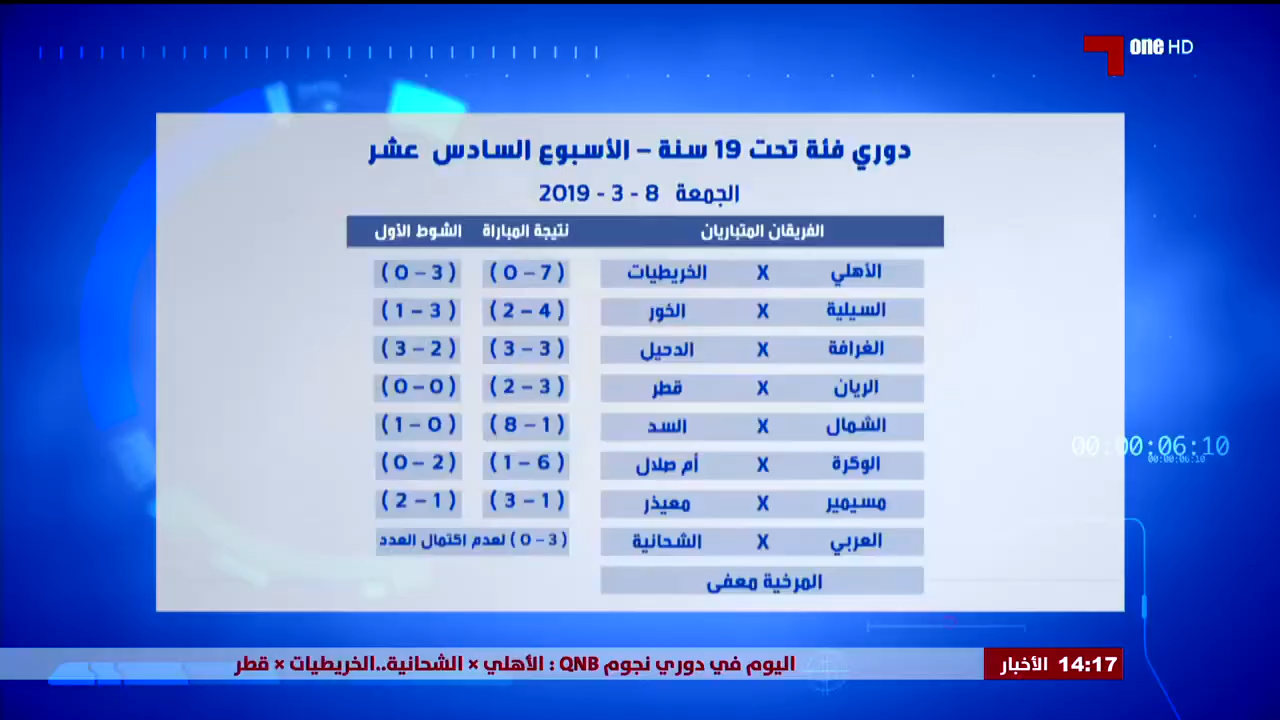 one HD
دوري فئة تحت 19 سنة – الأسبوع السادس عشر
الجمعة 8 - 3 - 2019
الفريقان المتباريان نتيجة المباراة الشوط الأول
الأهلي X الخريطيات ( 7 – 0 ) ( 3 – 0 )
السيلية X الخور ( 4 – 2 ) ( 3 – 1 )
الغرافة X الدحيل ( 3 – 3 ) ( 2 – 3 )
الريان X قطر ( 3 – 2 ) ( 0 – 0 )
الشمال X السد ( 1 – 8 ) ( 0 – 1 )
الوكرة X أم صلال ( 6 – 1 ) ( 2 – 0 )
مسيمير X معيذر ( 1 – 3 ) ( 1 – 2 )
العربي X الشحانية ( 3 – 0 ) لعدم اكتمال العدد
المرخية معفى
00:00:06:10
00:00:06:10
14:17 الأخبار اليوم في دوري نجوم QNB : الأهلي × الشحانية..الخريطيات × قطر